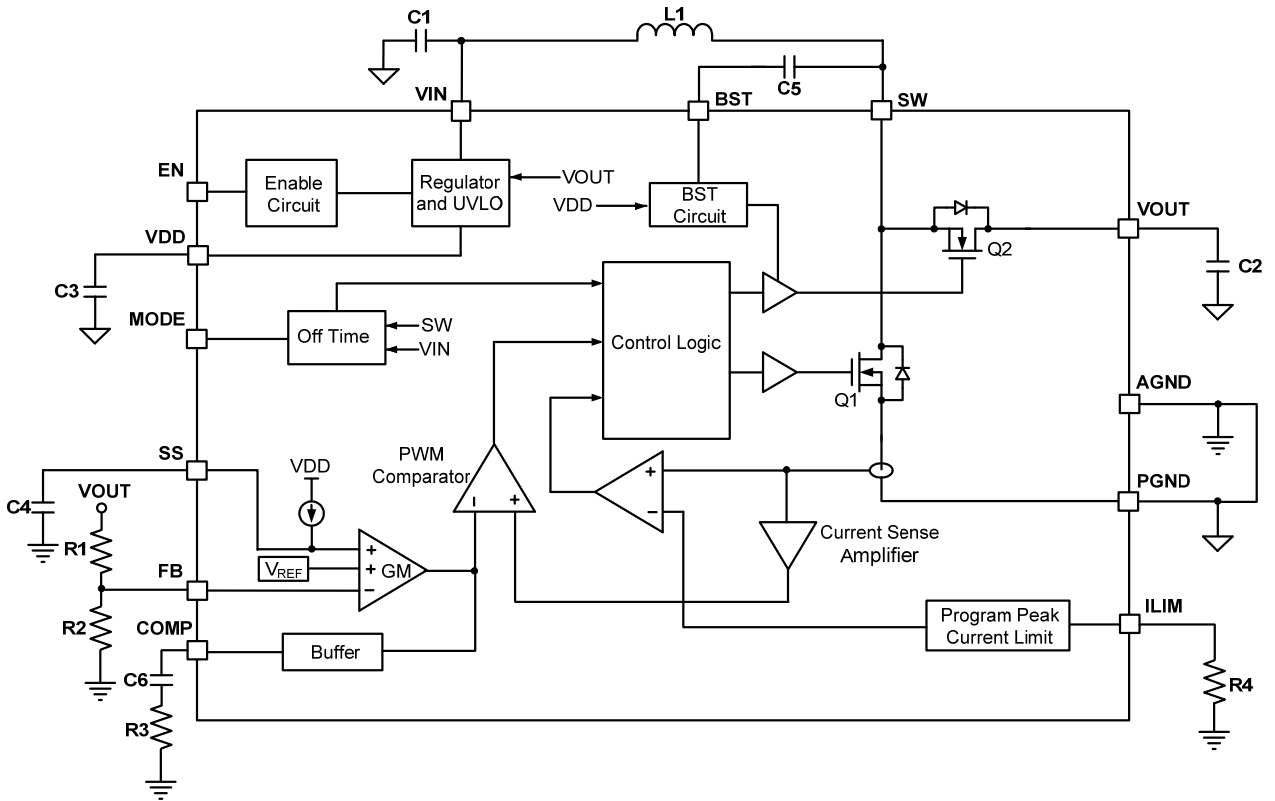 C1
L1
C5
VIN
BST
SW
EN
Enable
Circuit
Regulator
and UVLO
VOUT
VDD
BST
Circuit
VOUT
Q2
C2
VDD
C3
MODE
Off Time
SW
VIN
Control Logic
Q1
AGND
SS
C4
VOUT
R1
FB
R2
VDD
VREF
+
+
−
GM
PWM
Comparator
−
+
+
−
Current Sense
Amplifier
PGND
COMP
Buffer
C6
R3
Program Peak
Current Limit
ILIM
R4